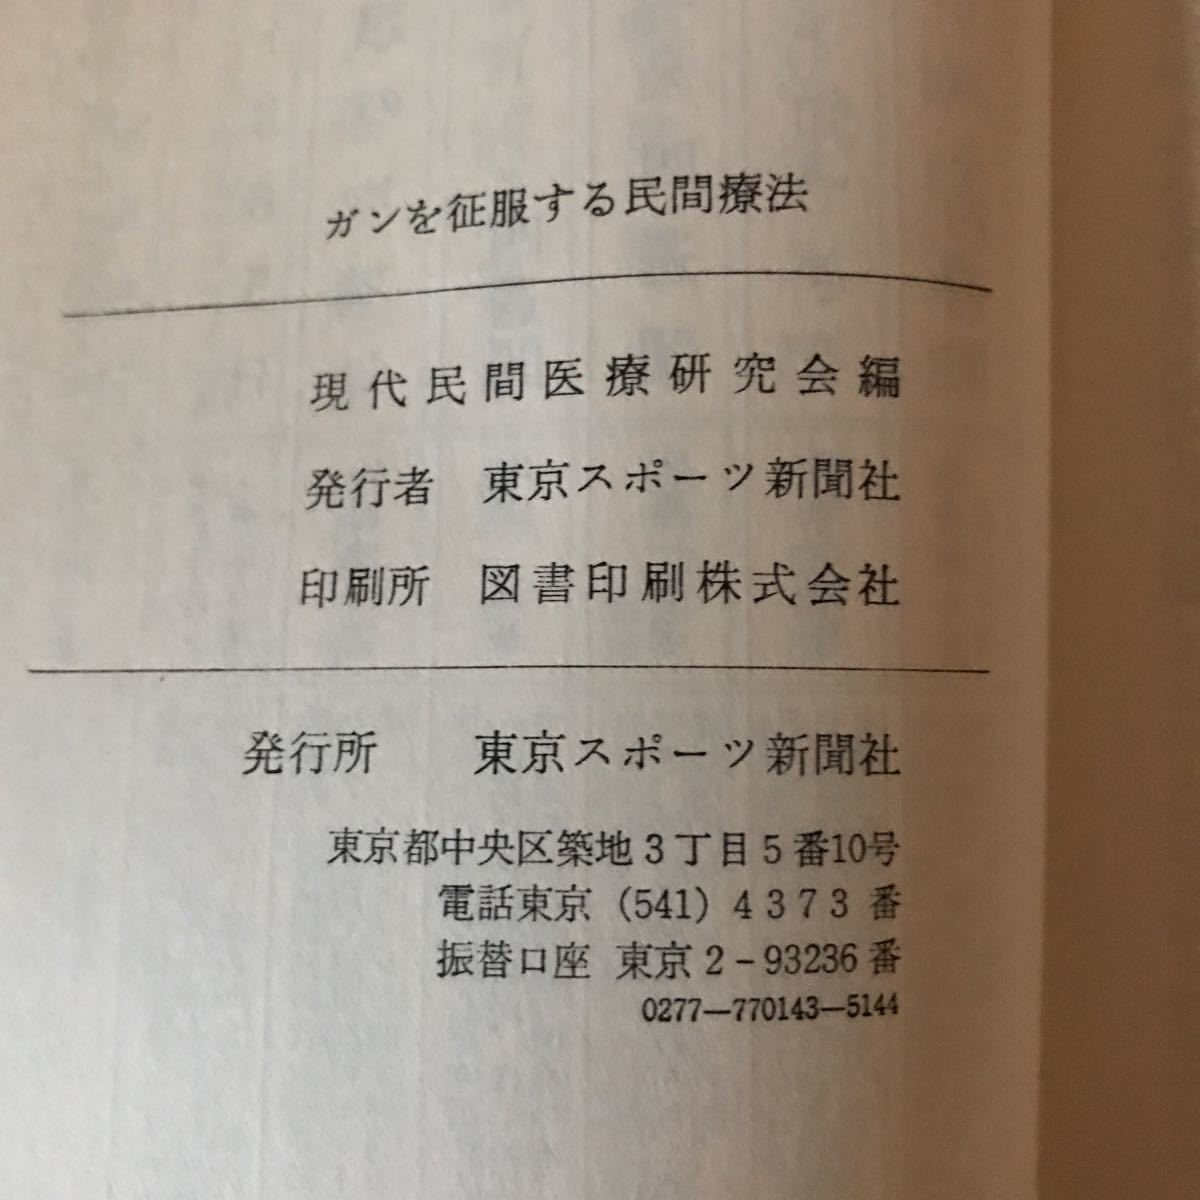 ガンを征服する民間療法
現代民間医療研究会編
発行者 東京スポーツ新聞社
印刷所 図書印刷株式会社
発行所 東京スポーツ新聞社
東京都中央区築地3丁目5番10号
電話東京 (541) 4373番
振替口座 東京2-93236番
0277—770143—5144